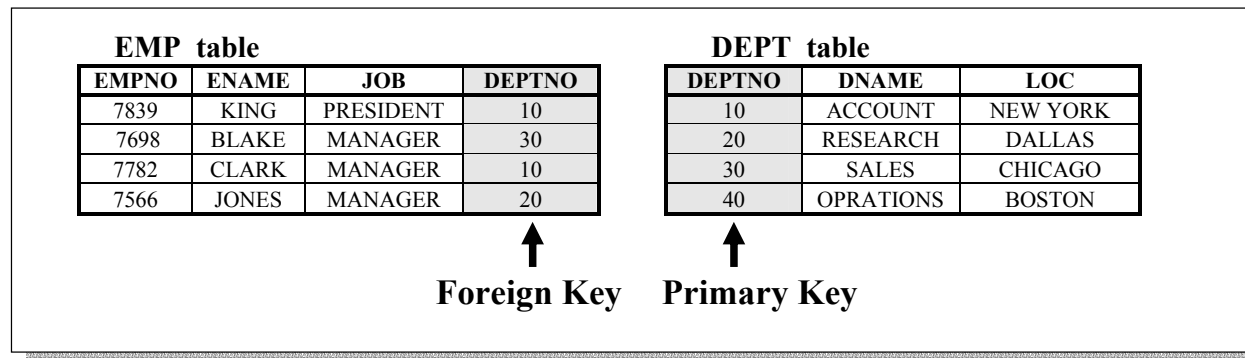 EMP table DEPT table
EMPNO ENAME JOB DEPTNO DEPTNO DNAME LOC
7839 KING PRESIDENT 10 10 ACCOUNT NEW YORK
7698 BLAKE MANAGER 30 20 RESEARCH DALLAS
7782 CLARK MANAGER 10 30 SALES CHICAGO
7566 JONES MANAGER 20 40 OPRATIONS BOSTON
Foreign Key Primary Key